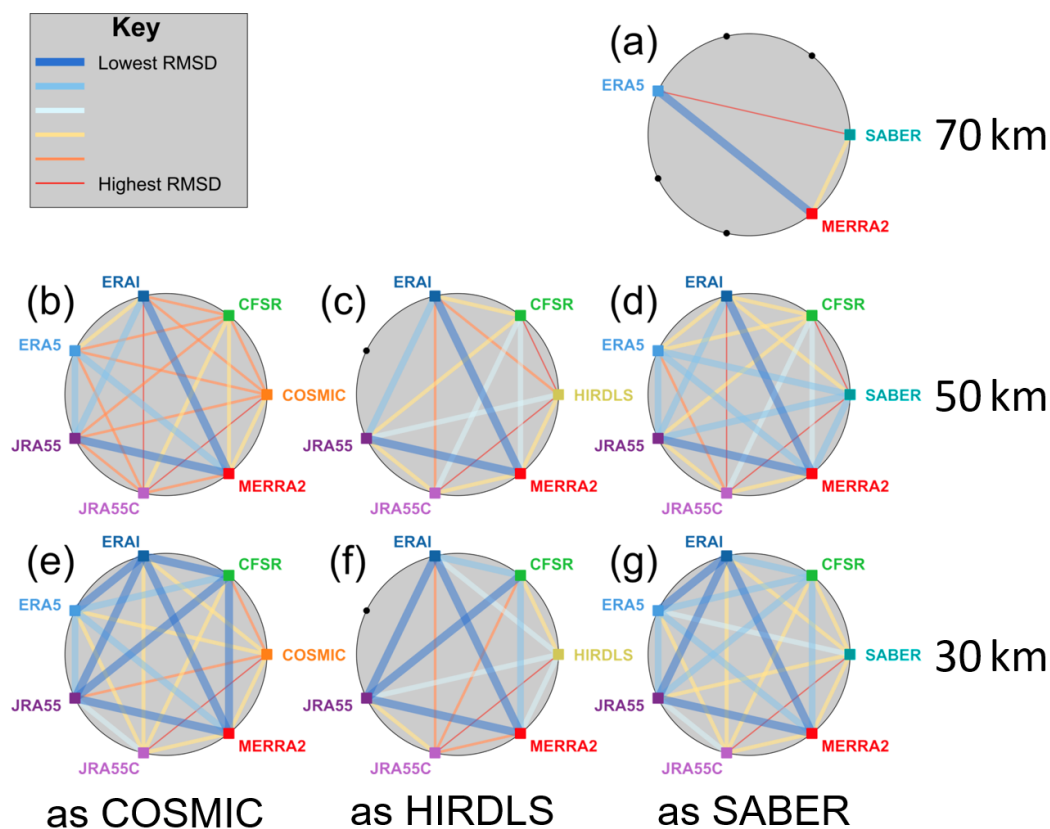 Key
Lowest RMSD
Highest RMSD
(a)
ERA5
SABER
MERRA2
70 km
(b)
ERAI
CFSR
ERA5
COSMIC
JRA55
MERRA2
JRA55C
(c)
ERAI
CFSR
HIRDLS
JRA55
MERRA2
JRA55C
(d)
ERAI
CFSR
ERA5
SABER
JRA55
MERRA2
JRA55C
50 km
(e)
ERAI
CFSR
ERA5
COSMIC
JRA55
MERRA2
JRA55C
(f)
ERAI
CFSR
HIRDLS
JRA55
MERRA2
JRA55C
(g)
ERAI
CFSR
ERA5
SABER
JRA55
MERRA2
JRA55C
30 km
as COSMIC
as HIRDLS
as SABER